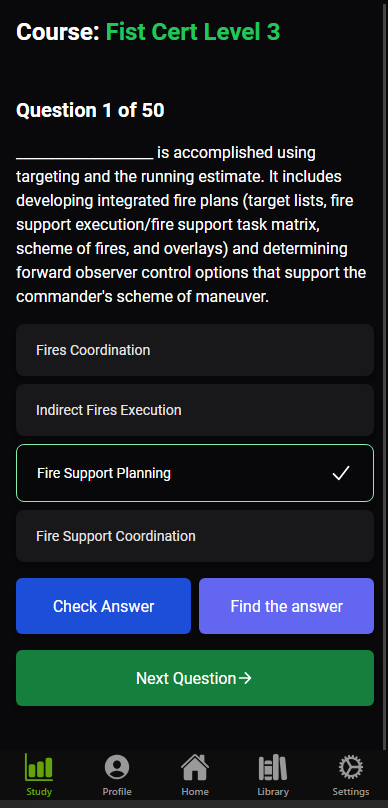 Course: Fist Cert Level 3
Question 1 of 50
____________________ is accomplished using
targeting and the running estimate. It includes
developing integrated fire plans (target lists, fire
support execution/fire support task matrix,
scheme of fires, and overlays) and determining
forward observer control options that support the
commander's scheme of maneuver.
Fires Coordination
Indirect Fires Execution
Fire Support Planning
Fire Support Coordination
Check Answer
Find the answer
Next Question→
Study
Profile
Home
Library
Settings